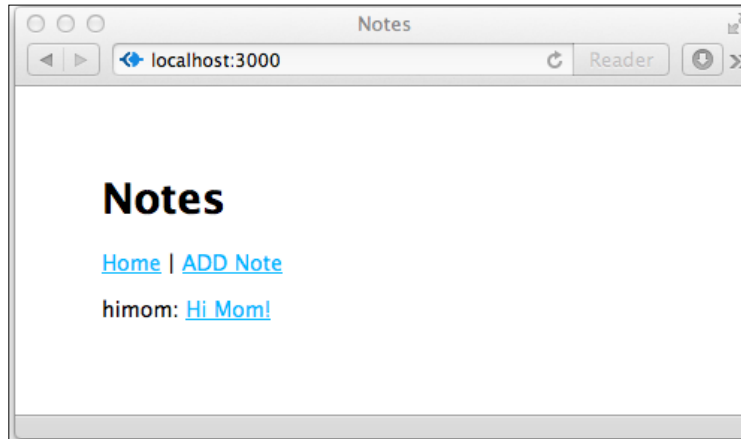 Notes
localhost:3000 Reader
Notes
Home | ADD Note
himom: Hi Mom!